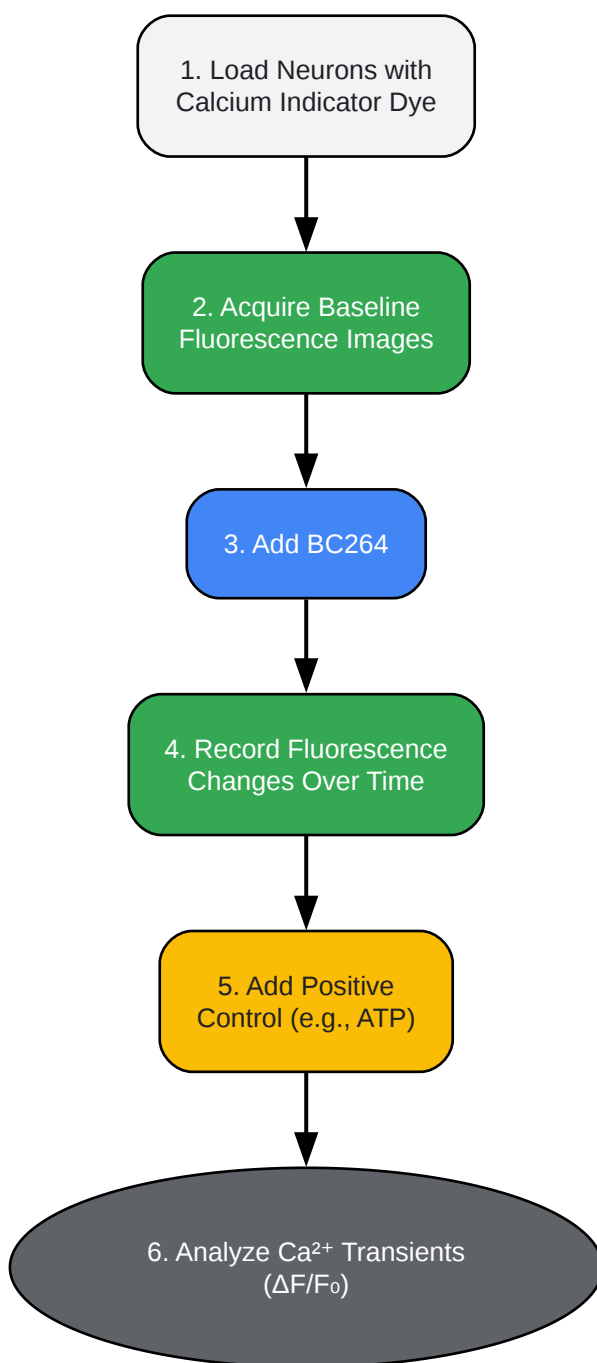 1. Load Neurons with
Calcium Indicator Dye
2. Acquire Baseline
Fluorescence Images
3. Add BC264
4. Record Fluorescence
Changes Over Time
5. Add Positive
Control (e.g., ATP)
6. Analyze Ca²⁺ Transients
(ΔF/F₀)